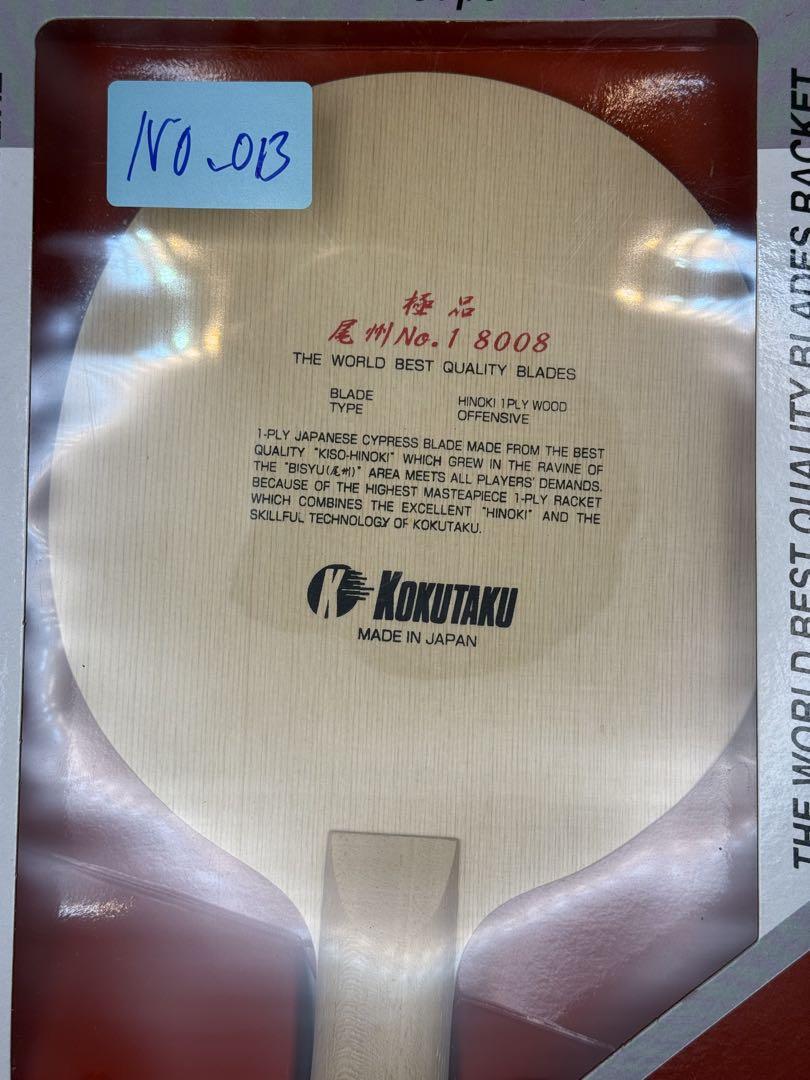 No.013
極品
尾州No.1 8008
THE WORLD BEST QUALITY BLADES
BLADE TYPE
HINOKI 1PLY WOOD
OFFENSIVE
1-PLY JAPANESE CYPRESS BLADE MADE FROM THE BEST
QUALITY "KISO-HINOKI" WHICH GREW IN THE RAVINE OF
THE "BISYU(尾州)" AREA MEETS ALL PLAYERS' DEMANDS.
BECAUSE OF THE HIGHEST MASTEAPIECE 1-PLY RACKET
WHICH COMBINES THE EXCELLENT "HINOKI" AND THE
SKILLFUL TECHNOLOGY OF KOKUTAKU.
K KOKUTAKU
MADE IN JAPAN
THE WORLD BEST QUALITY BLADES RACKET